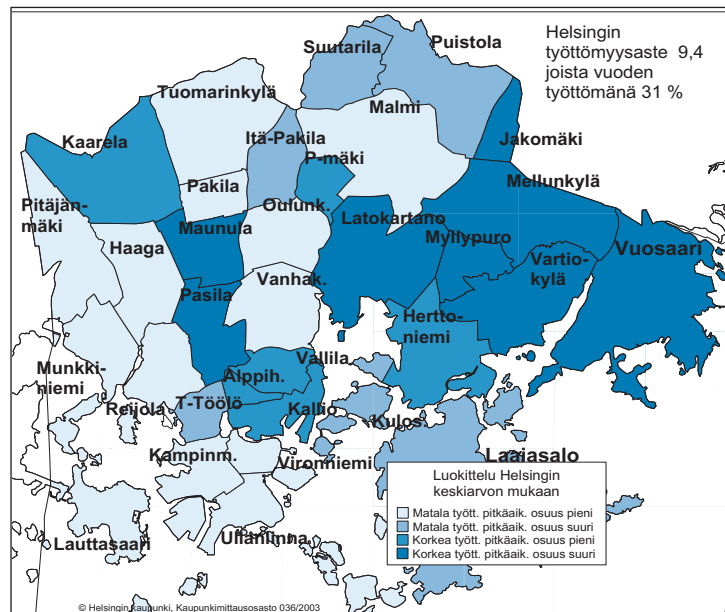 Helsingin
työttömyysaste 9,4
joista vuoden
työttömänä 31 %
Puistola
Suutarila
Tuomarinkylä
Malmi
Kaarela
Itä-Pakila
P-mäki
Jakomäki
Pakila
Mellunkylä
Pitäjän-
mäki
Oulunk.
Latokartano
Maunula
Haaga
Myllypuro
Vuosaari
Vartio-
kylä
Vanhak.
Pasila
Hertto-
niemi
Vallila
Munkki-
niemi
Alppih.
Reijola
T-Töölö
Kallio
Kulos.
Kampinm.
Vironniemi
Laajasalo
Luokittelu Helsingin
keskiarvon mukaan
Matala tyött. pitkäaik. osuus pieni
Matala tyött. pitkäaik. osuus suuri
Korkea tyött. pitkäaik. osuus pieni
Korkea tyött. pitkäaik. osuus suuri
Lauttasaari
Ullanlinna
© Helsingin kaupunki, Kaupunkimittausosasto 036/2003